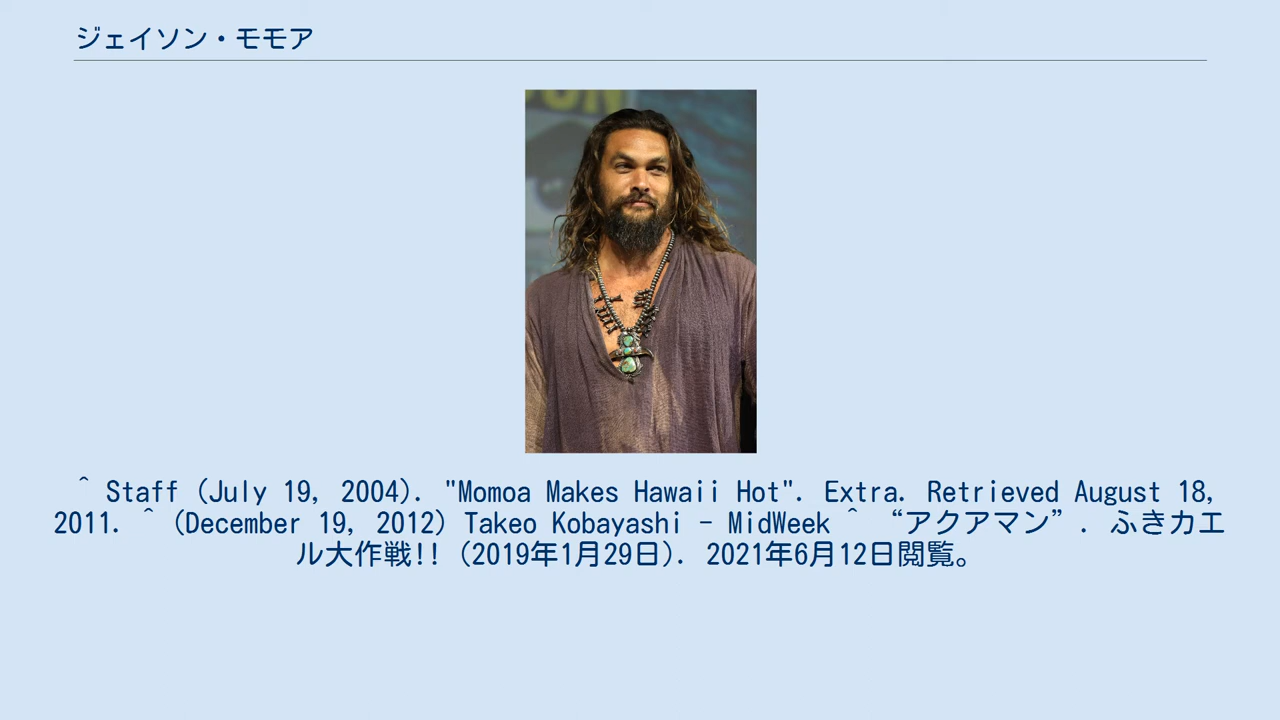 ジェイソン・モモア
^ Staff (July 19, 2004). "Momoa Makes Hawaii Hot". Extra. Retrieved August 18,
2011. ^ (December 19, 2012) Takeo Kobayashi - MidWeek ^ “アクアマン”. ふきカエ
ル大作戦!! (2019年1月29日). 2021年6月12日閲覧。